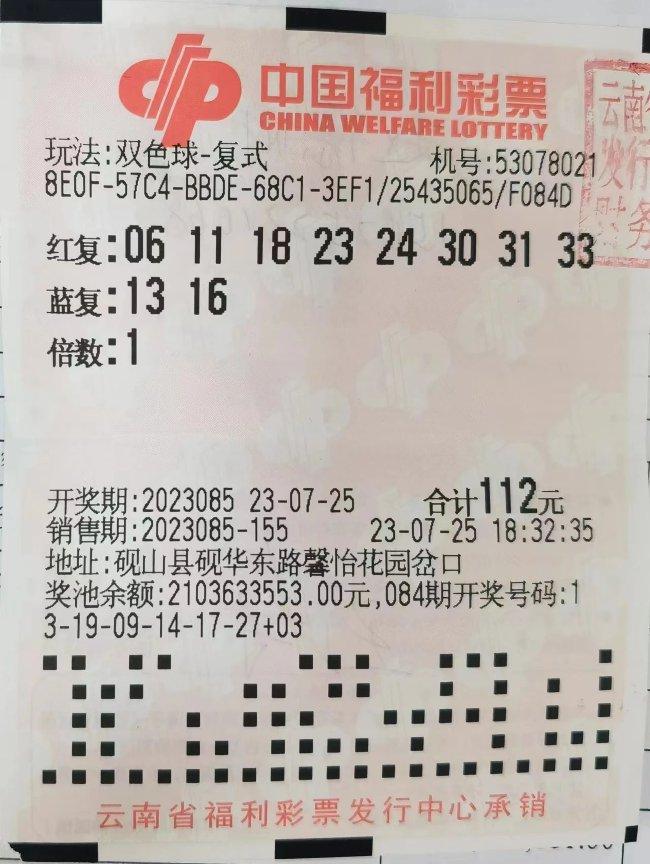 中国福利彩票
CHINA WELFARE LOTTERY
玩法:双色球-复式 机号:53078021
8E0F-57C4-BBDE-68C1-3EF1/25435065/F084D
红复:06 11 18 23 24 30 31 33
蓝复:13 16
倍数:1
开奖期:2023085 23-07-25 合计112元
销售期:2023085-155 23-07-25 18:32:35
地址:砚山县砚华东路馨怡花园岔口
奖池余额:2103633553.00元,084期开奖号码:1
3-19-09-14-17-27+03
云南省福利彩票发行中心承销
云南
发行
财务